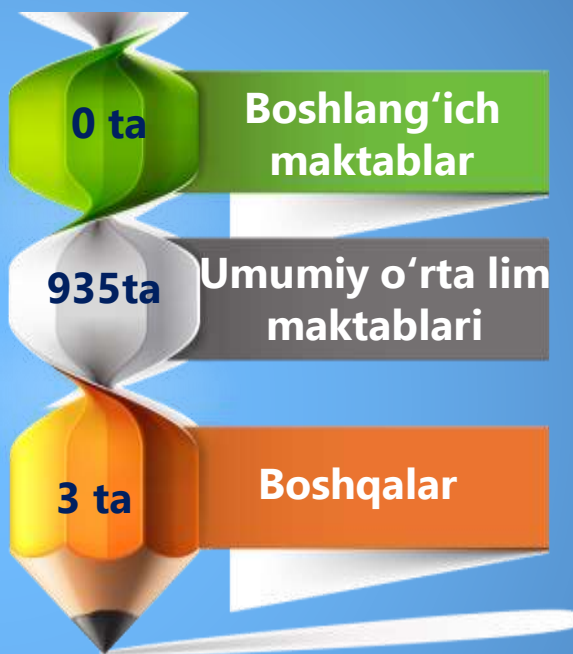 0 ta
Boshlang‘ich
maktablar
935ta
Umumiy o‘rta lim
maktablari
3 ta
Boshqalar